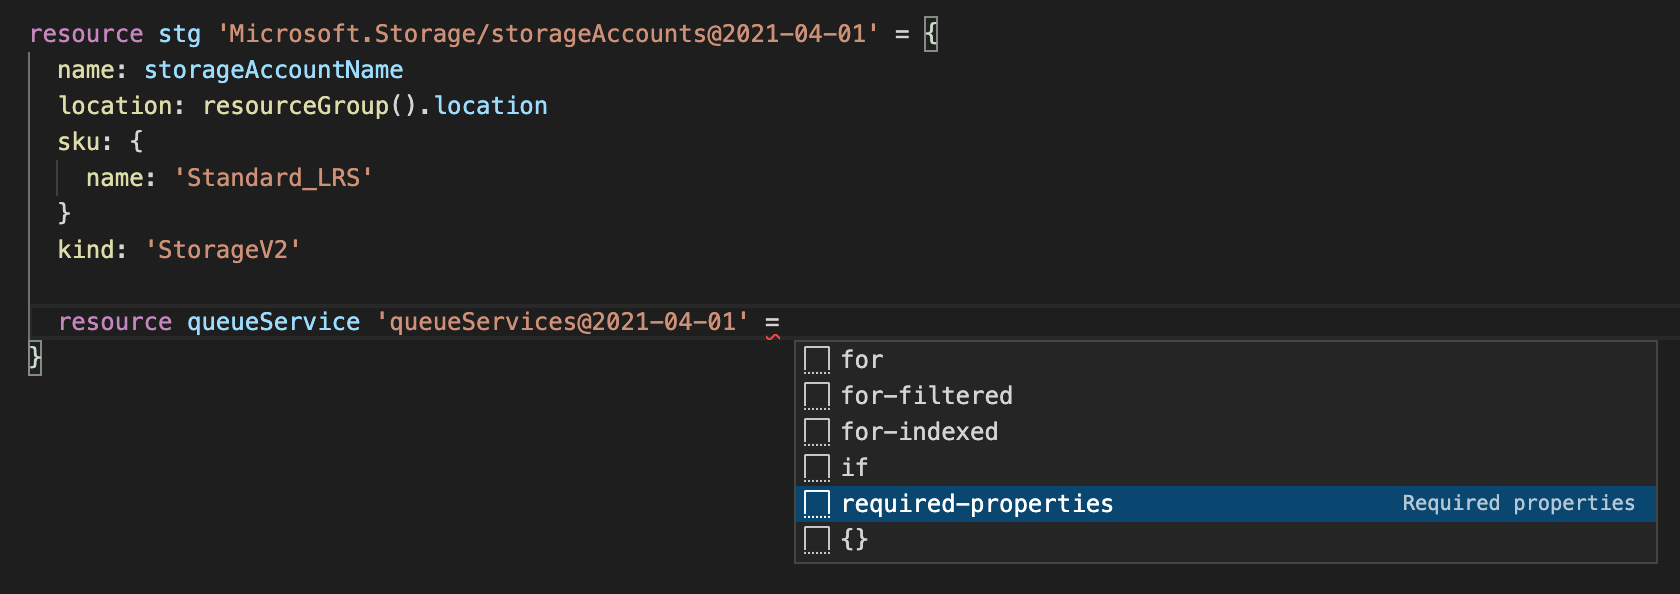 resource stg 'Microsoft.Storage/storageAccounts@2021-04-01' = {
name: storageAccountName
location: resourceGroup().location
sku: {
name: 'Standard_LRS'
}
kind: 'StorageV2'
resource queueService 'queueServices@2021-04-01' =
}
for
for-filtered
for-indexed
if
required-properties Required properties
{}